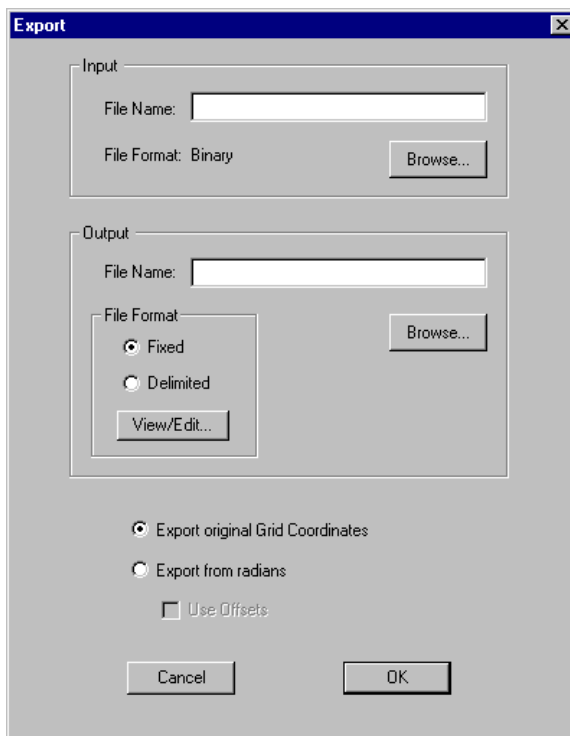 Export
Input
File Name:
File Format: Binary
Browse...
Output
File Name:
File Format
Browse...
Fixed
Delimited
View/Edit...
Export original Grid Coordinates
Export from radians
Use Offsets
Cancel
OK